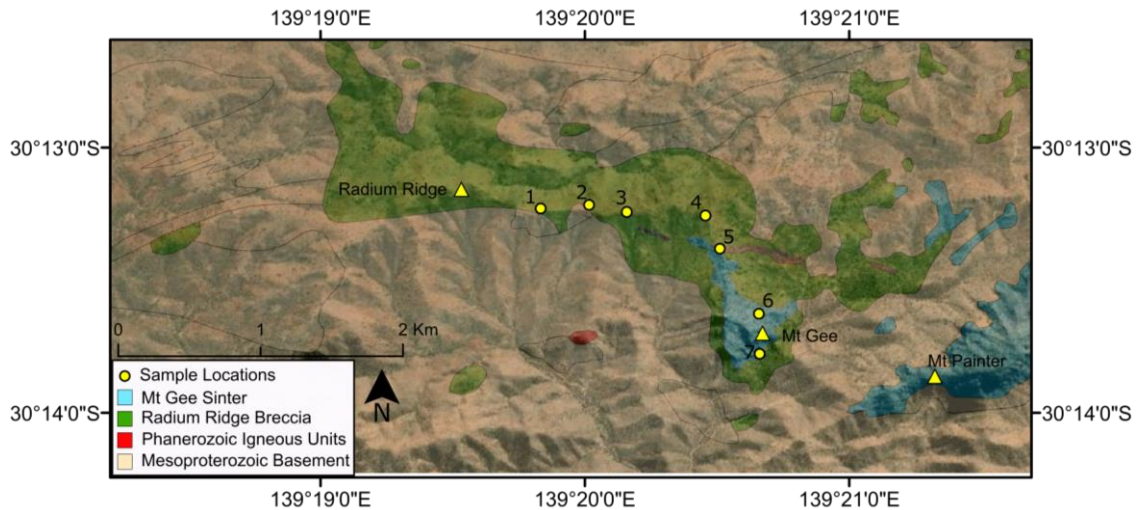 139°19'0"E 139°20'0"E 139°21'0"E
30°13'0"S 30°13'0"S
Radium Ridge 1 2 3 4
5
6
Mt Gee
7
Mt Painter
0 1 2 Km
Sample Locations
Mt Gee Sinter
Radium Ridge Breccia
Phanerozoic Igneous Units
Mesoproterozoic Basement
N
30°14'0"S 30°14'0"S
139°19'0"E 139°20'0"E 139°21'0"E